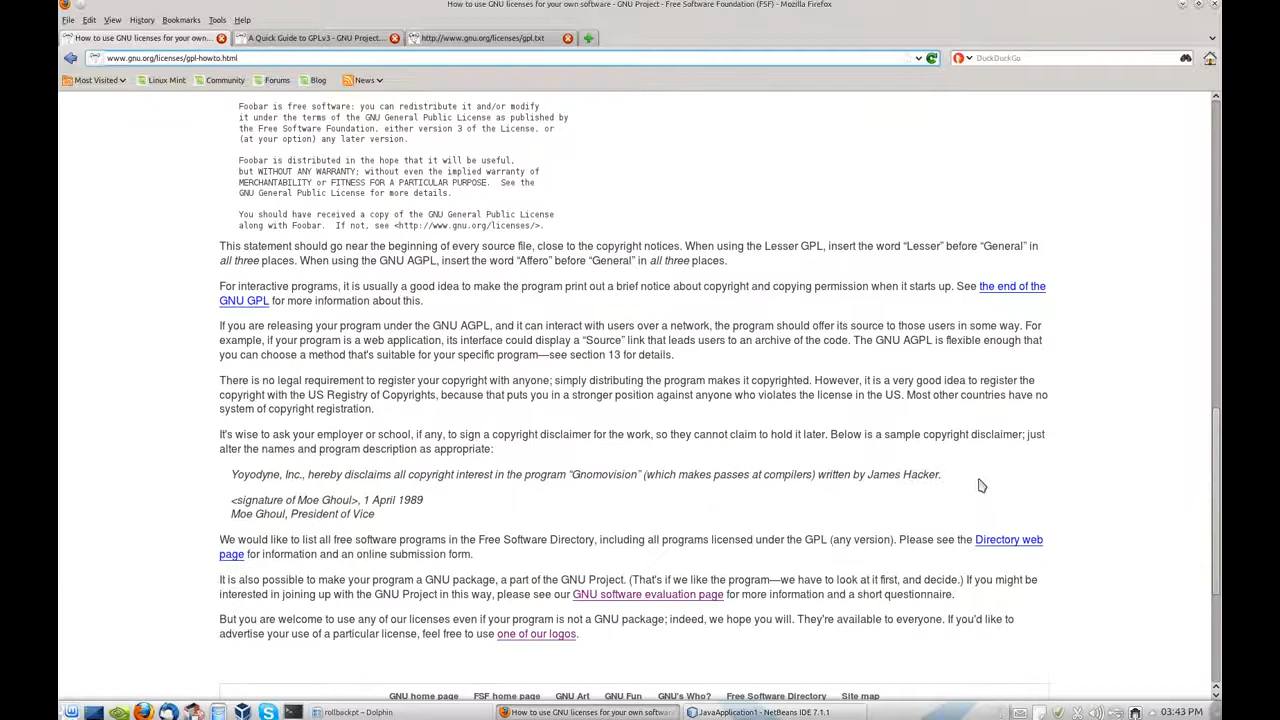 How to use GNU licenses for your own software - GNU Project - Free Software Foundation (FSF) - Mozilla Firefox
File Edit View History Bookmarks Tools Help
How to use GNU licenses for your own... A Quick Guide to GPLv3 - GNU Project... http://www.gnu.org/licenses/gpl.txt
www.gnu.org/licenses/gpl-howto.html DuckDuckGo
Most Visited Linux Mint Community Forums Blog News
Foobar is free software: you can redistribute it and/or modify
it under the terms of the GNU General Public License as published by
the Free Software Foundation, either version 3 of the License, or
(at your option) any later version.
Foobar is distributed in the hope that it will be useful,
but WITHOUT ANY WARRANTY; without even the implied warranty of
MERCHANTABILITY or FITNESS FOR A PARTICULAR PURPOSE. See the
GNU General Public License for more details.
You should have received a copy of the GNU General Public License
along with Foobar. If not, see <http://www.gnu.org/licenses/>.
This statement should go near the beginning of every source file, close to the copyright notices. When using the Lesser GPL, insert the word “Lesser” before “General” in
all three places. When using the GNU AGPL, insert the word “Affero” before “General” in all three places.
For interactive programs, it is usually a good idea to make the program print out a brief notice about copyright and copying permission when it starts up. See the end of the
GNU GPL for more information about this.
If you are releasing your program under the GNU AGPL, and it can interact with users over a network, the program should offer its source to those users in some way. For
example, if your program is a web application, its interface could display a “Source” link that leads users to an archive of the code. The GNU AGPL is flexible enough that
you can choose a method that's suitable for your specific program—see section 13 for details.
There is no legal requirement to register your copyright with anyone; simply distributing the program makes it copyrighted. However, it is a very good idea to register the
copyright with the US Registry of Copyrights, because that puts you in a stronger position against anyone who violates the license in the US. Most other countries have no
system of copyright registration.
It's wise to ask your employer or school, if any, to sign a copyright disclaimer for the work, so they cannot claim to hold it later. Below is a sample copyright disclaimer; just
alter the names and program description as appropriate:
Yoyodyne, Inc., hereby disclaims all copyright interest in the program “Gnomovision” (which makes passes at compilers) written by James Hacker.
<signature of Moe Ghoul>, 1 April 1989
Moe Ghoul, President of Vice
We would like to list all free software programs in the Free Software Directory, including all programs licensed under the GPL (any version). Please see the Directory web
page for information and an online submission form.
It is also possible to make your program a GNU package, a part of the GNU Project. (That's if we like the program—we have to look at it first, and decide.) If you might be
interested in joining up with the GNU Project in this way, please see our GNU software evaluation page for more information and a short questionnaire.
But you are welcome to use any of our licenses even if your program is not a GNU package; indeed, we hope you will. They're available to everyone. If you'd like to
advertise your use of a particular license, feel free to use one of our logos.
GNU home page FSF home page GNU Art GNU Fun GNU's Who? Free Software Directory Site map
rollbackpt – Dolphin How to use GNU licenses for your own softwar JavaApplication1 - NetBeans IDE 7.1.1 03:43 PM